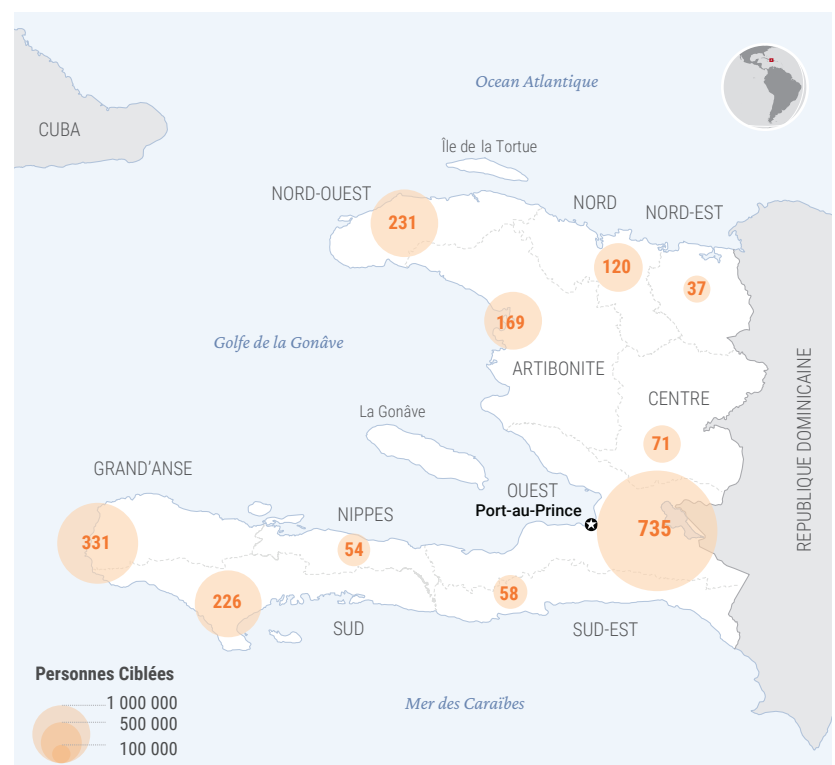 Ocean Atlantique
CUBA
Île de la Tortue
NORD-OUEST
NORD
NORD-EST
231
120
37
169
Golfe de la Gonâve
ARTIBONITE
REPUBLIQUE DOMINICAINE
CENTRE
La Gonâve
71
GRAND'ANSE
OUEST
Port-au-Prince
NIPPES
735
331
54
58
226
SUD
SUD-EST
Personnes Ciblées
1 000 000
500 000
100 000
Mer des Caraïbes